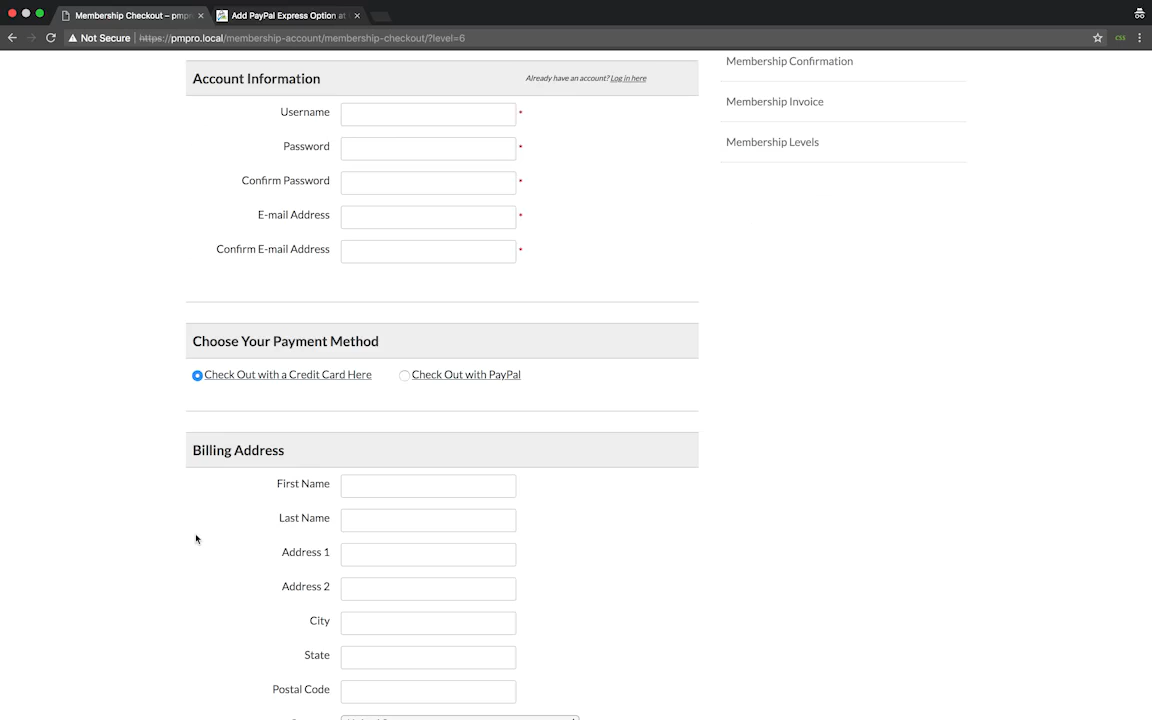 Membership Checkout – pmpr
Add PayPal Express Option at
Not Secure
https://pmpro.local/membership-account/membership-checkout/?level=6
css
Membership Confirmation
Membership Invoice
Membership Levels
Account Information
Already have an account? Log in here
Username *
Password *
Confirm Password *
E-mail Address *
Confirm E-mail Address *
Choose Your Payment Method
Check Out with a Credit Card Here
Check Out with PayPal
Billing Address
First Name
Last Name
Address 1
Address 2
City
State
Postal Code